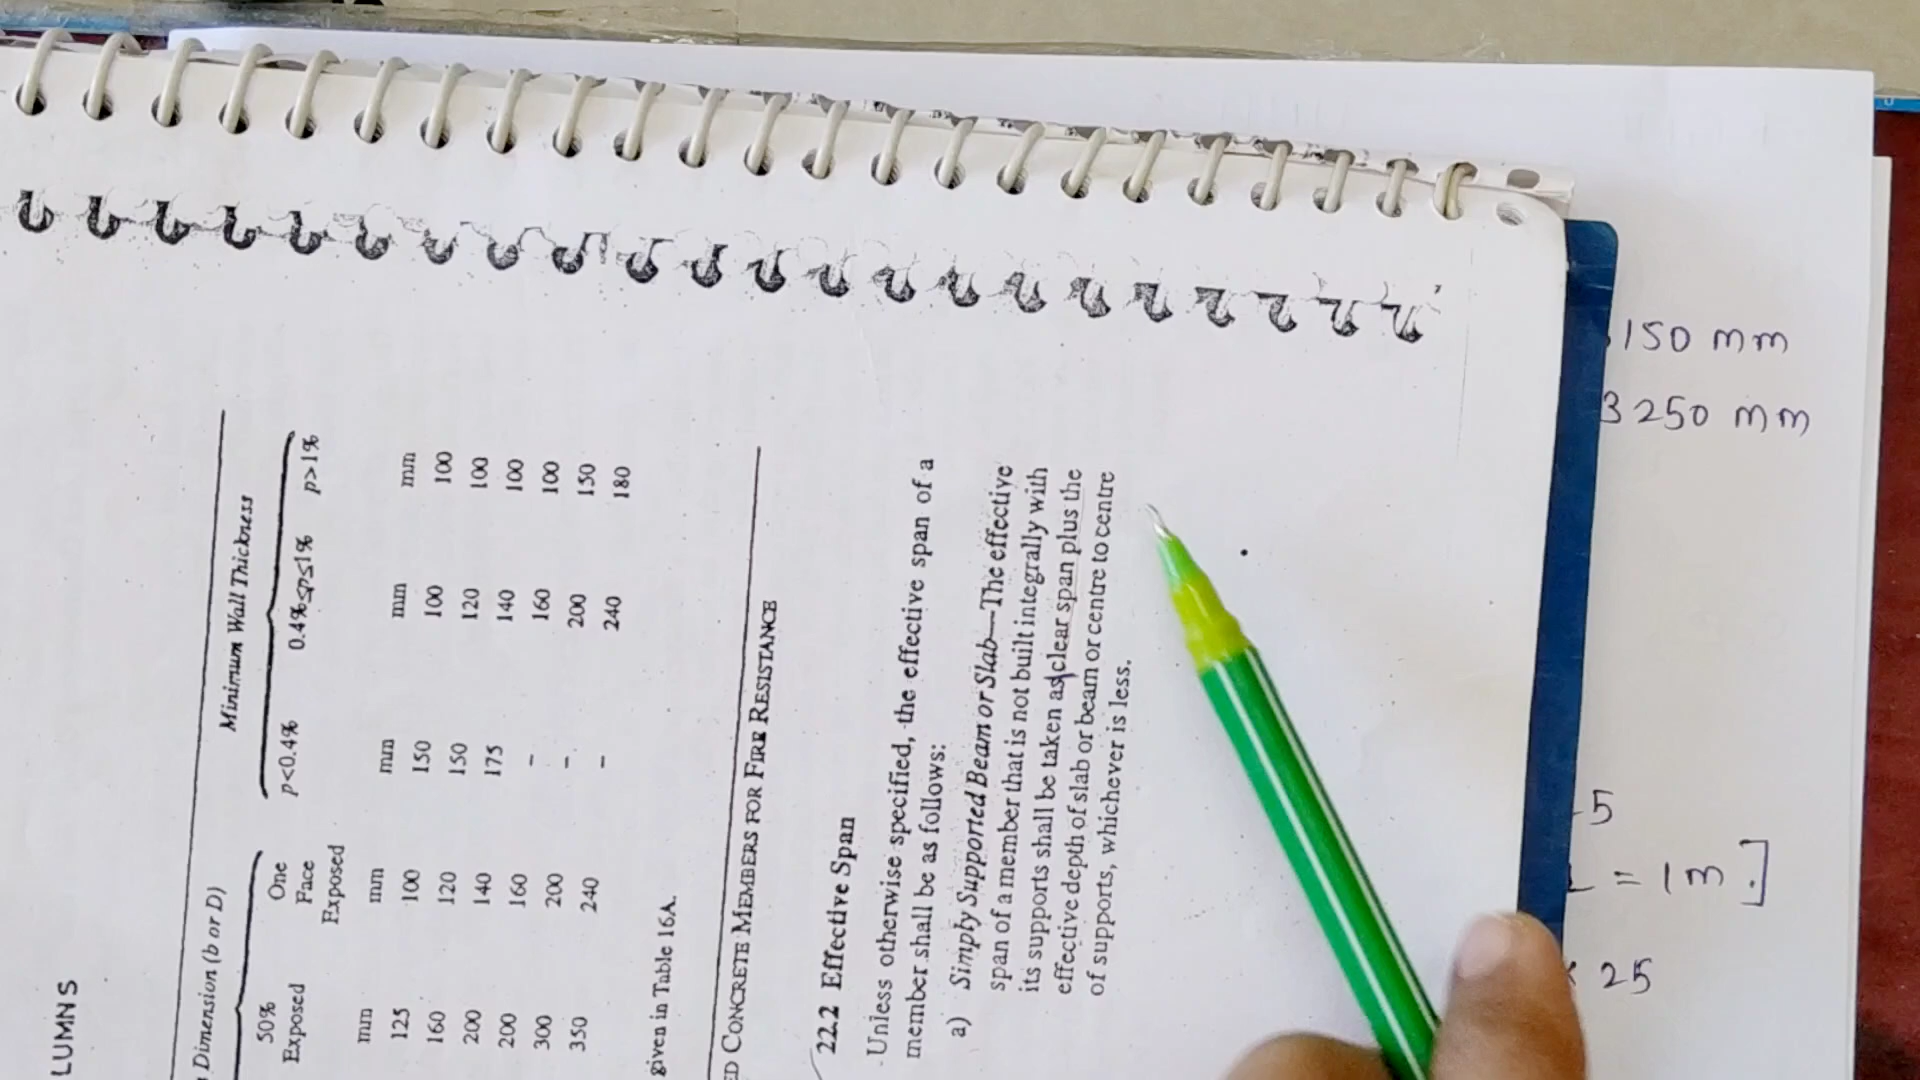 LUMNS
Dimension (b or D)
Minimum Wall Thickness
50% Exposed
One Face Exposed
p<0.4%
0.4%≤p≤1%
p>1%
mm mm mm mm mm
125 100 150 100 100
160 120 150 120 100
200 140 175 140 100
200 160 – 160 100
300 200 – 200 150
350 240 – 240 180
given in Table 16A.
ED CONCRETE MEMBERS FOR FIRE RESISTANCE
22.2 Effective Span
Unless otherwise specified, the effective span of a
member shall be as follows:
a) Simply Supported Beam or Slab—The effective
span of a member that is not built integrally with
its supports shall be taken as clear span plus the
effective depth of slab or beam or centre to centre
of supports, whichever is less.
150 mm
3250 mm
5
= 13 .]
25